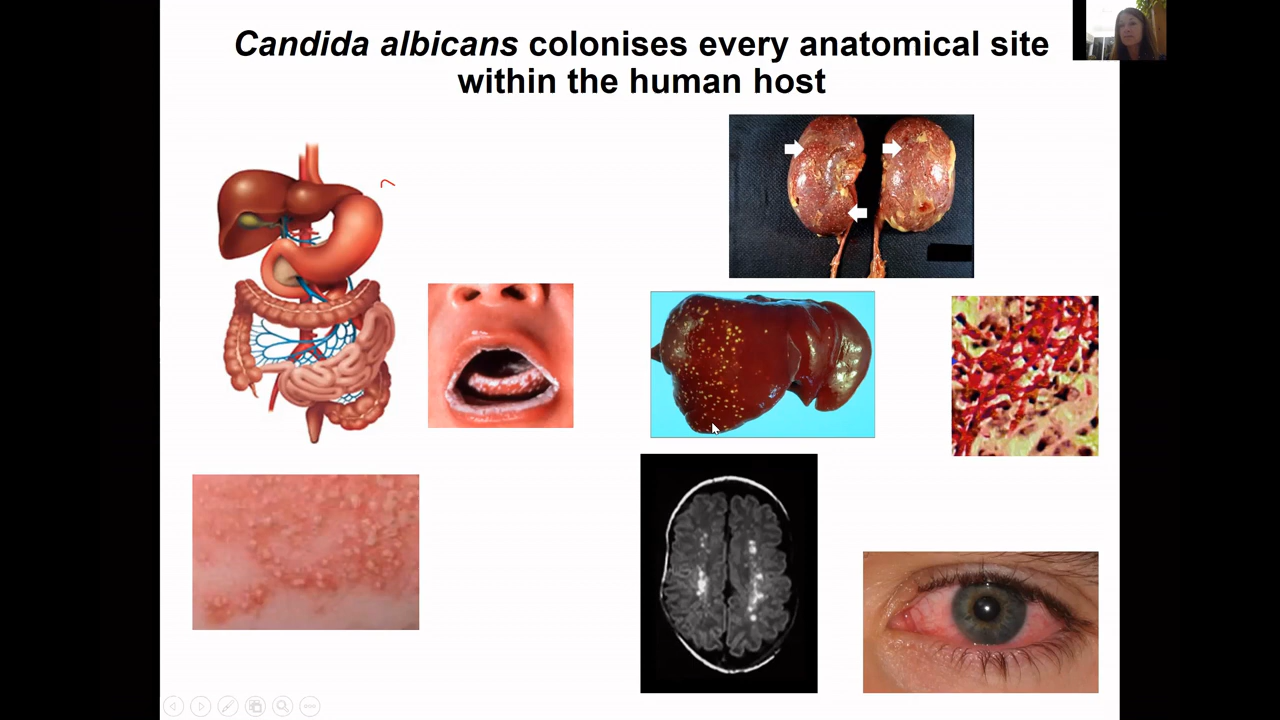 Candida albicans colonises every anatomical site
within the human host